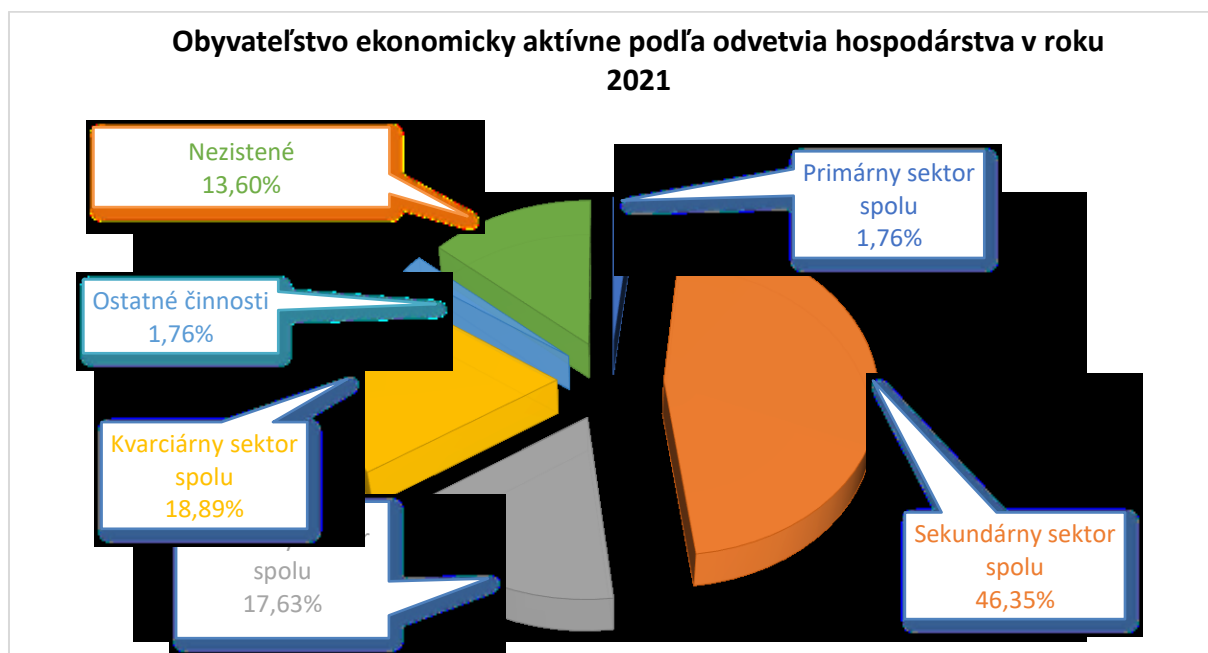 Obyvateľstvo ekonomicky aktívne podľa odvetvia hospodárstva v roku
2021
Nezistené
13,60%
Primárny sektor
spolu
1,76%
Ostatné činnosti
1,76%
Kvarciárny sektor
spolu
18,89%
spolu
17,63%
Sekundárny sektor
spolu
46,35%